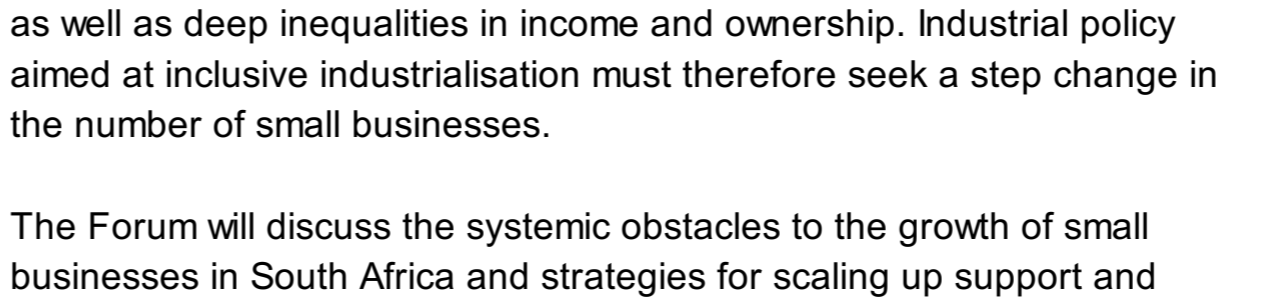 as well as deep inequalities in income and ownership. Industrial policy
aimed at inclusive industrialisation must therefore seek a step change in
the number of small businesses.
The Forum will discuss the systemic obstacles to the growth of small
businesses in South Africa and strategies for scaling up support and